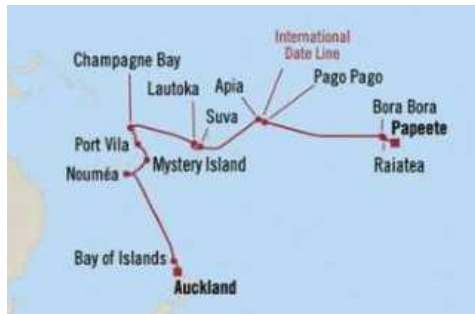 International
Date Line
Champagne Bay
Apia
Pago Pago
Lautoka
Suva
Bora Bora
Papeete
Port Vila
Mystery Island
Raiatea
Nouméa
Bay of Islands
Auckland